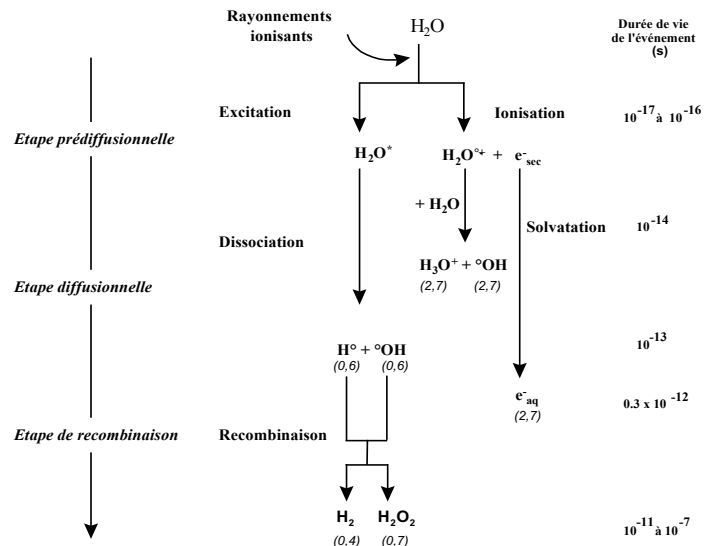 Rayonnements
ionisants
H₂O
Durée de vie
de l'événement
(s)
Excitation
Ionisation
10⁻¹⁷ à 10⁻¹⁶
Etape prédiffusionnelle
H₂O*
H₂O°⁺ + e⁻sec
+ H₂O
Dissociation
Solvatation
10⁻¹⁴
H₃O⁺ + °OH
(2,7) (2,7)
Etape diffusionnelle
H° + °OH
(0,6) (0,6)
10⁻¹³
e⁻aq
(2,7)
0.3 x 10⁻¹²
Etape de recombinaison
Recombinaison
H₂ H₂O₂
(0,4) (0,7)
10⁻¹¹ à 10⁻⁷